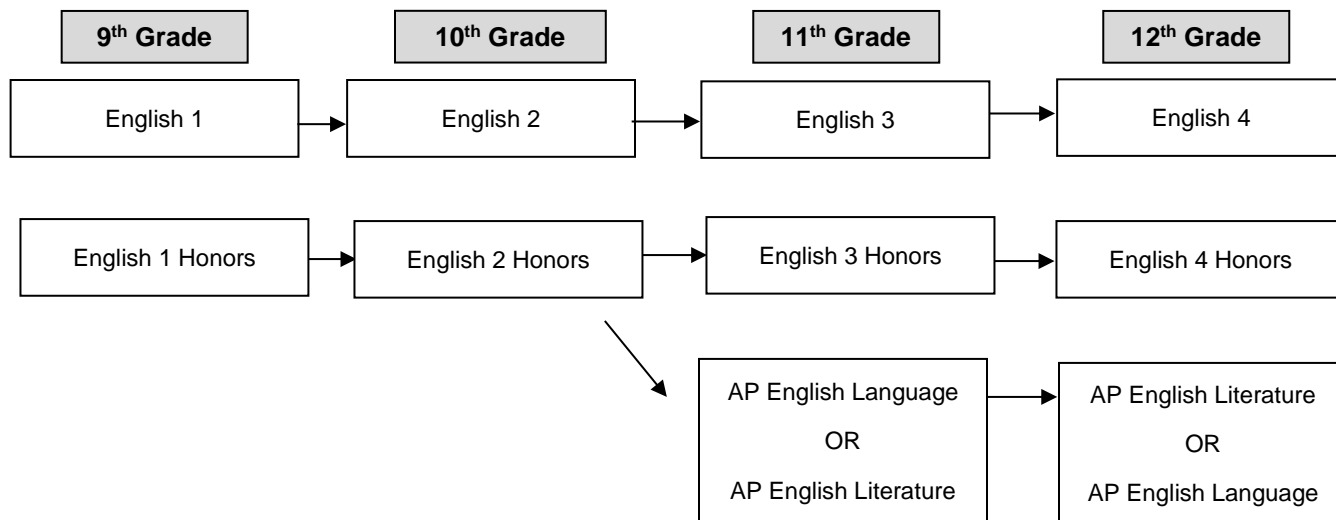 9th Grade
10th Grade
11th Grade
12th Grade
English 1
English 2
English 3
English 4
English 1 Honors
English 2 Honors
English 3 Honors
English 4 Honors
AP English Language
OR
AP English Literature
AP English Literature
OR
AP English Language